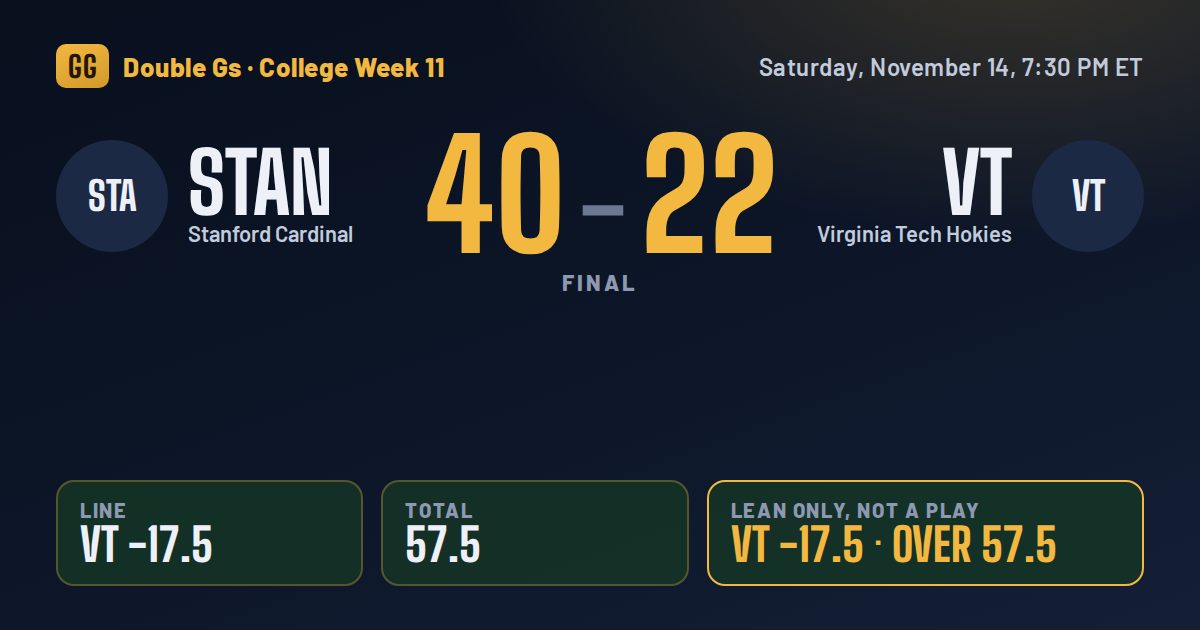 GG Double Gs · College Week 11
Saturday, November 14, 7:30 PM ET
STA
STAN
Stanford Cardinal
40 – 22
FINAL
VT
Virginia Tech Hokies
VT
LINE
VT −17.5
TOTAL
57.5
LEAN ONLY, NOT A PLAY
VT −17.5 · OVER 57.5